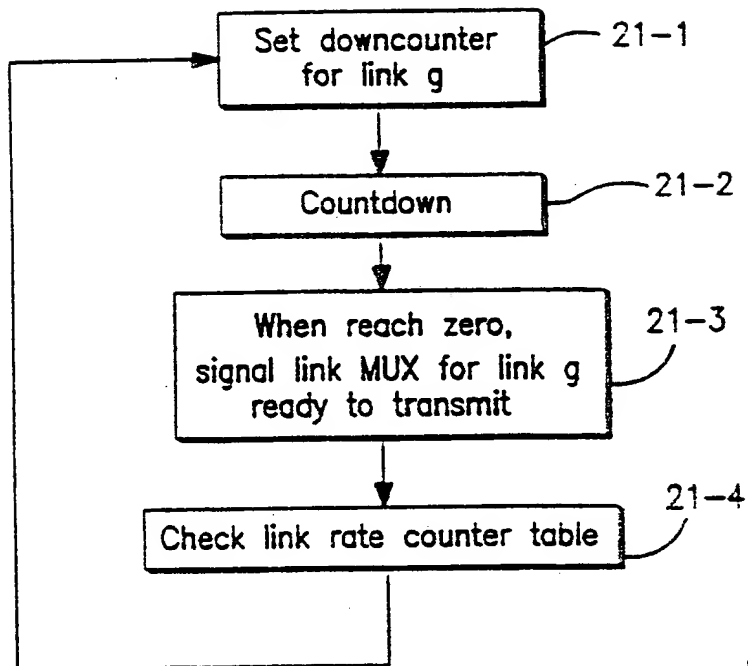 Set downcounter
for link g
21-1
Countdown
21-2
When reach zero,
signal link MUX for link g
ready to transmit
21-3
Check link rate counter table
21-4